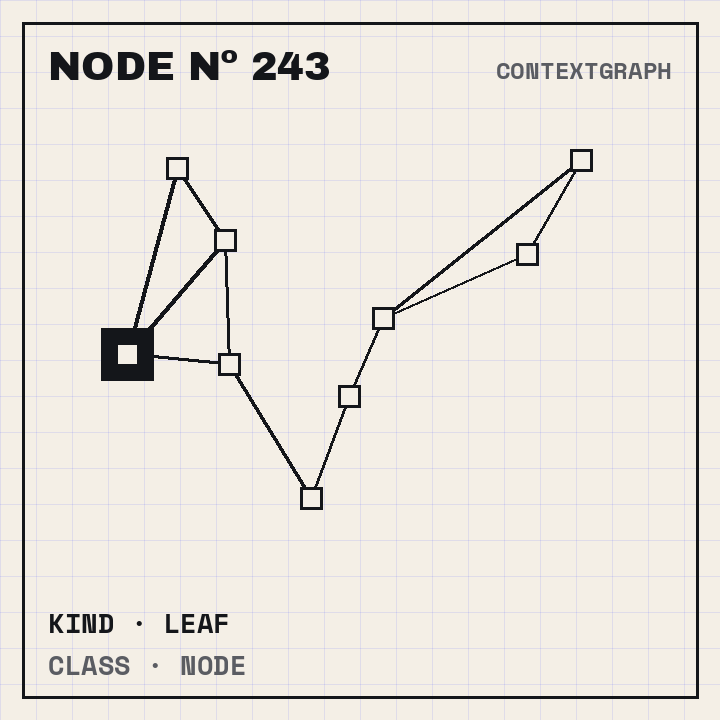 NODE Nº 243
CONTEXTGRAPH
KIND · LEAF
CLASS · NODE